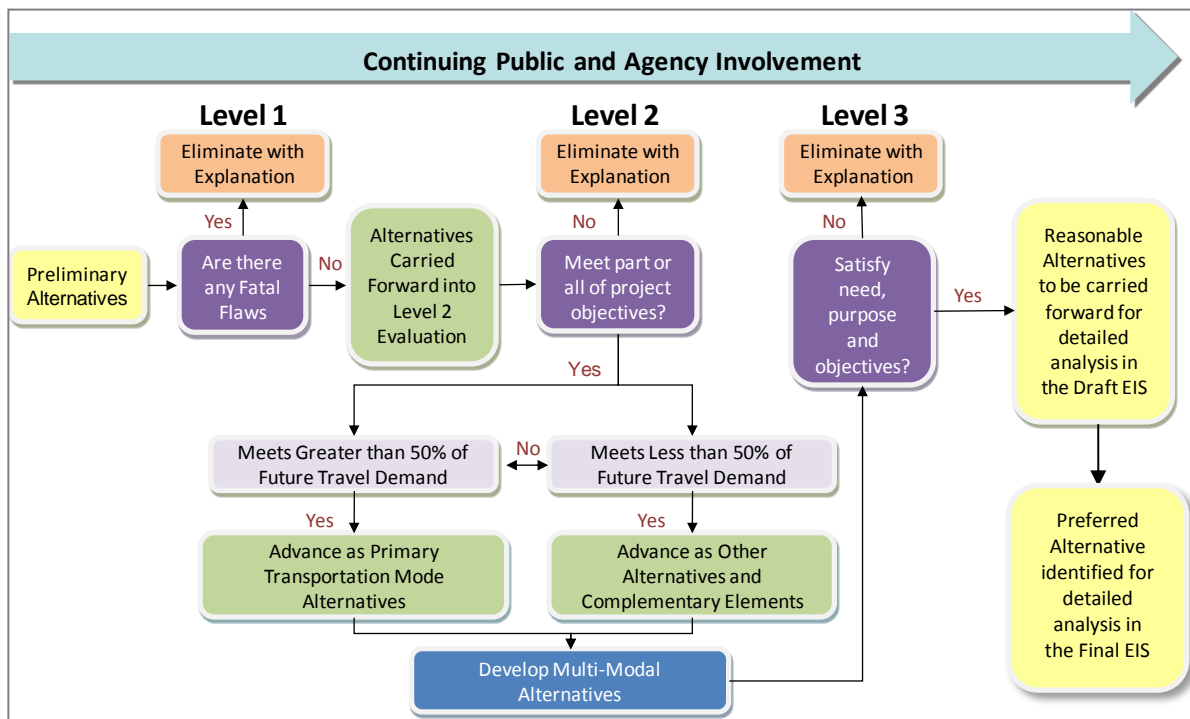 Continuing Public and Agency Involvement
Level 1
Eliminate with
Explanation
Yes
Preliminary
Alternatives
Are there
any Fatal
Flaws
No
Alternatives
Carried
Forward into
Level 2
Evaluation
Level 2
Eliminate with
Explanation
No
Meet part or
all of project
objectives?
Yes
Meets Greater than 50% of
Future Travel Demand
No
Meets Less than 50% of
Future Travel Demand
Yes
Advance as Primary
Transportation Mode
Alternatives
Yes
Advance as Other
Alternatives and
Complementary Elements
Develop Multi-Modal
Alternatives
Level 3
Eliminate with
Explanation
No
Satisfy
need,
purpose
and
objectives?
Yes
Reasonable
Alternatives
to be carried
forward for
detailed
analysis in
the Draft EIS
Preferred
Alternative
identified for
detailed
analysis in
the Final EIS